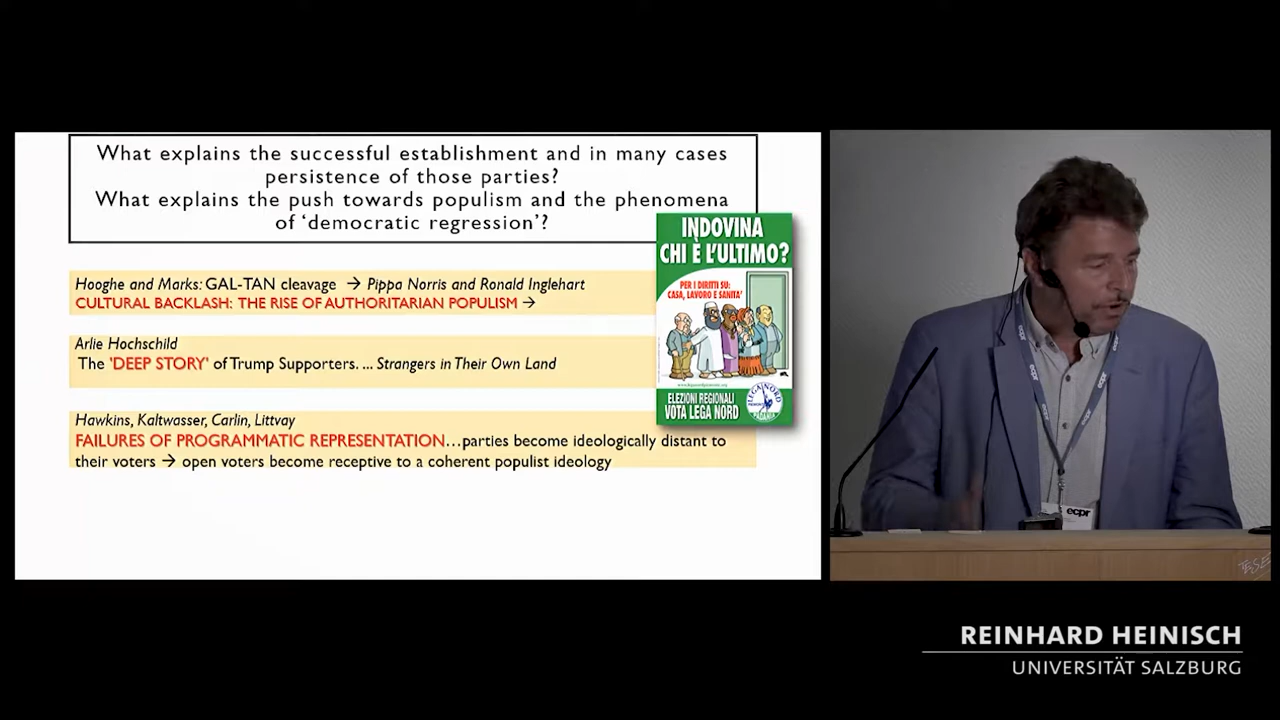 What explains the successful establishment and in many cases
persistence of those parties?
What explains the push towards populism and the phenomena
of ‘democratic regression’?
Hooghe and Marks: GAL-TAN cleavage → Pippa Norris and Ronald Inglehart
CULTURAL BACKLASH: THE RISE OF AUTHORITARIAN POPULISM →
Arlie Hochschild
The 'DEEP STORY' of Trump Supporters. ... Strangers in Their Own Land
Hawkins, Kaltwasser, Carlin, Littvay
FAILURES OF PROGRAMMATIC REPRESENTATION…parties become ideologically distant to
their voters → open voters become receptive to a coherent populist ideology
INDOVINA
CHI È L'ULTIMO?
PER I DIRITTI SU:
CASA, LAVORO E SANITA'
ELEZIONI REGIONALI
VOTA LEGA NORD
LEGA NORD
ecpr
ecpr
ecpr
REINHARD HEINISCH
UNIVERSITÄT SALZBURG